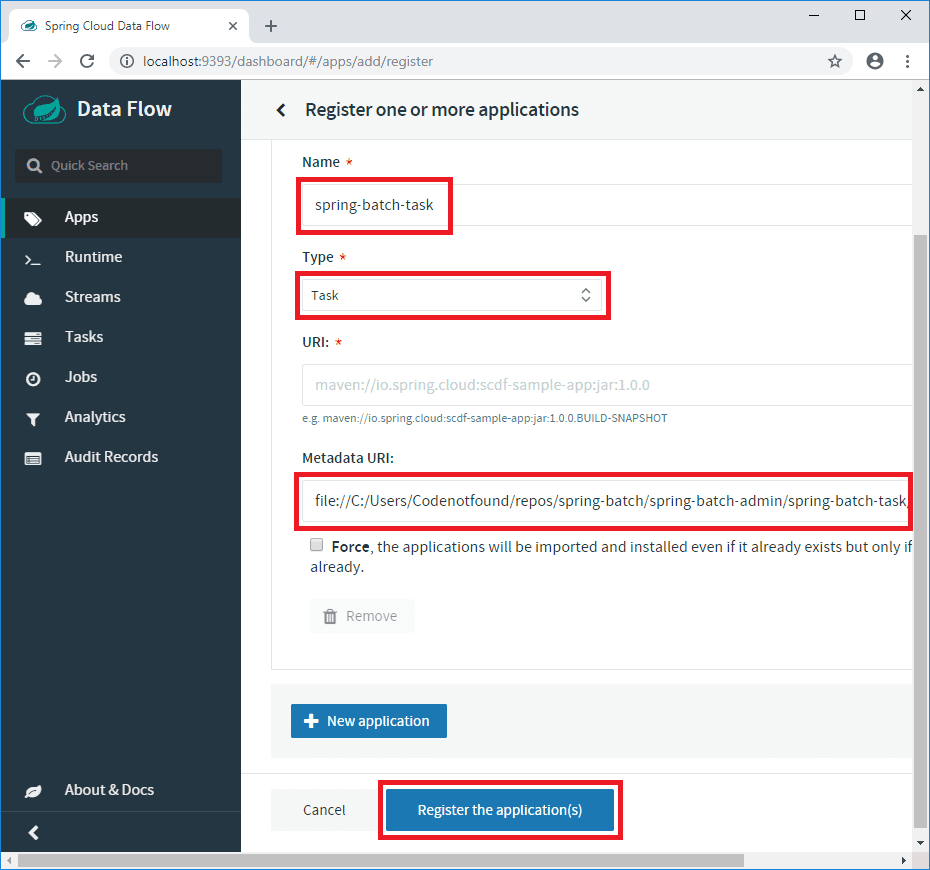 Spring Cloud Data Flow
localhost:9393/dashboard/#/apps/add/register
Data Flow
Register one or more applications
Quick Search
Apps
Runtime
Streams
Tasks
Jobs
Analytics
Audit Records
About & Docs
Name *
spring-batch-task
Type *
Task
URI: *
maven://io.spring.cloud:scdf-sample-app:jar:1.0.0
e.g. maven://io.spring.cloud:scdf-sample-app:jar:1.0.0.BUILD-SNAPSHOT
Metadata URI:
file://C:/Users/Codenotfound/repos/spring-batch/spring-batch-admin/spring-batch-task/
Force, the applications will be imported and installed even if it already exists but only if
already.
Remove
New application
Cancel
Register the application(s)